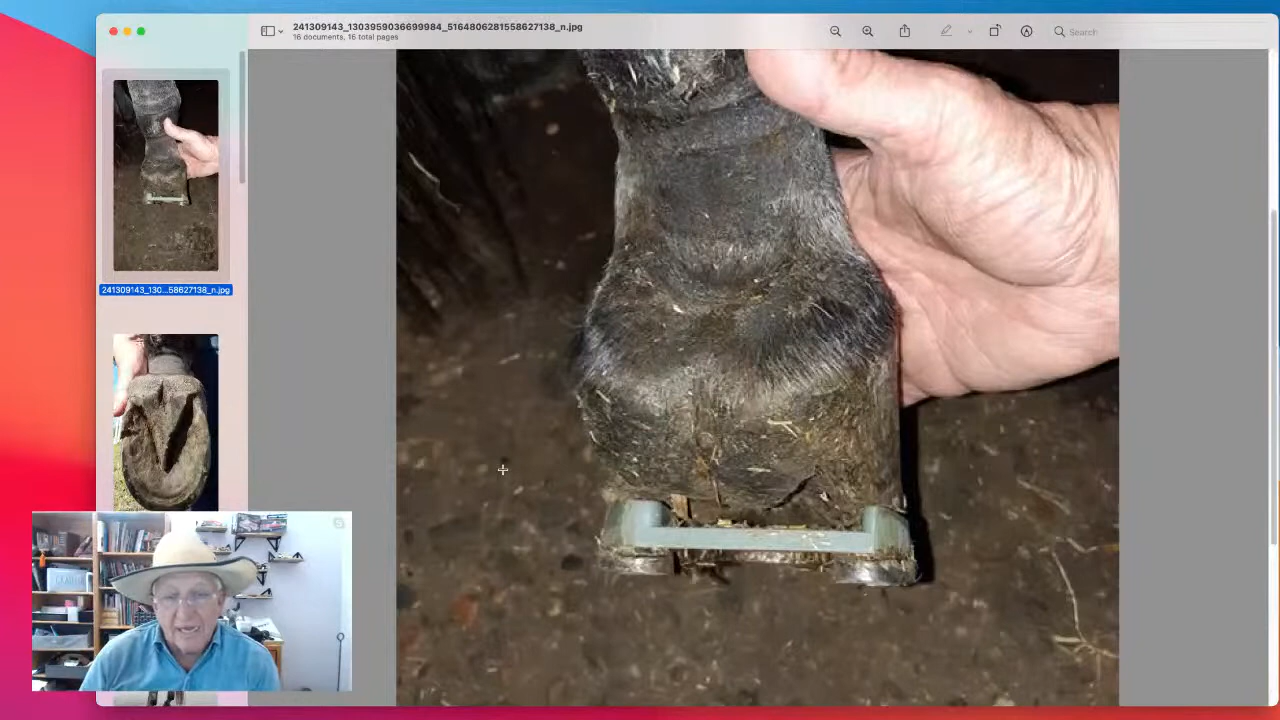 241309143_1303959036699984_5164806281558627138_n.jpg
16 documents, 16 total pages
Search
241309143_130...58627138_n.jpg